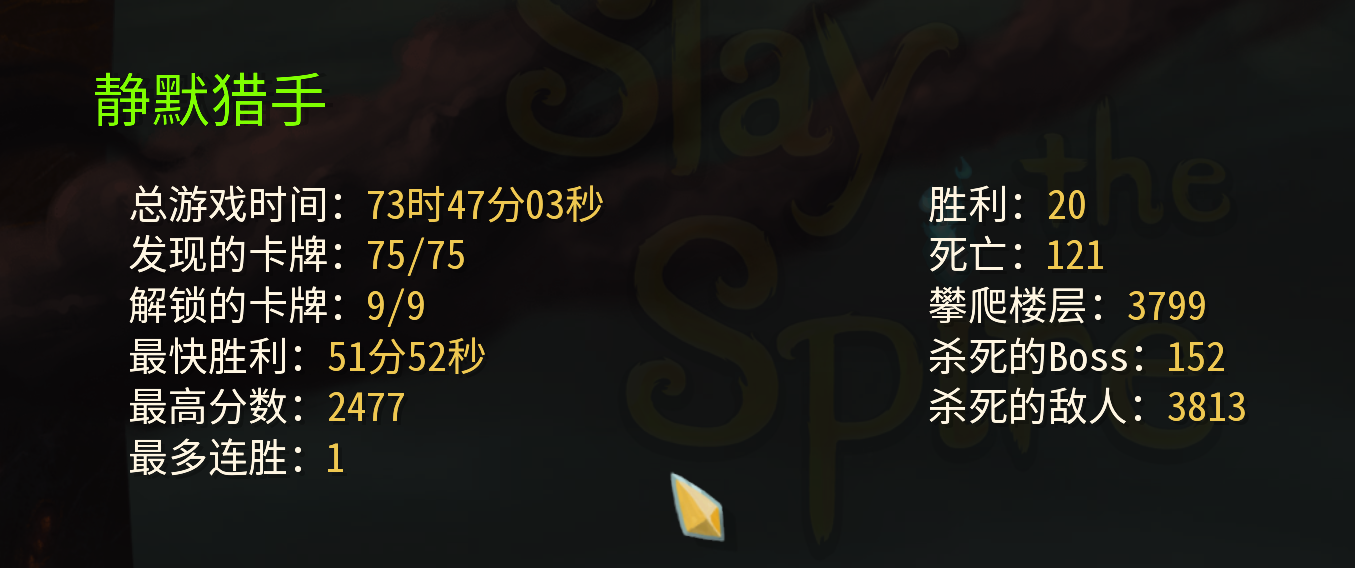 Slay
the
Spire
静默猎手
总游戏时间：73时47分03秒
发现的卡牌：75/75
解锁的卡牌：9/9
最快胜利：51分52秒
最高分数：2477
最多连胜：1
胜利：20
死亡：121
攀爬楼层：3799
杀死的Boss：152
杀死的敌人：3813